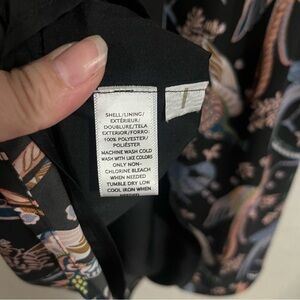 SHELL/LINING/
EXTÉRIEUR/
DOUBLURE/TELA
EXTERIOR/FORRO:
100% POLYESTER/
POLIÉSTER
MACHINE WASH COLD
WASH WITH LIKE COLORS
ONLY NON-
CHLORINE BLEACH
WHEN NEEDED
TUMBLE DRY LOW
COOL IRON WHEN